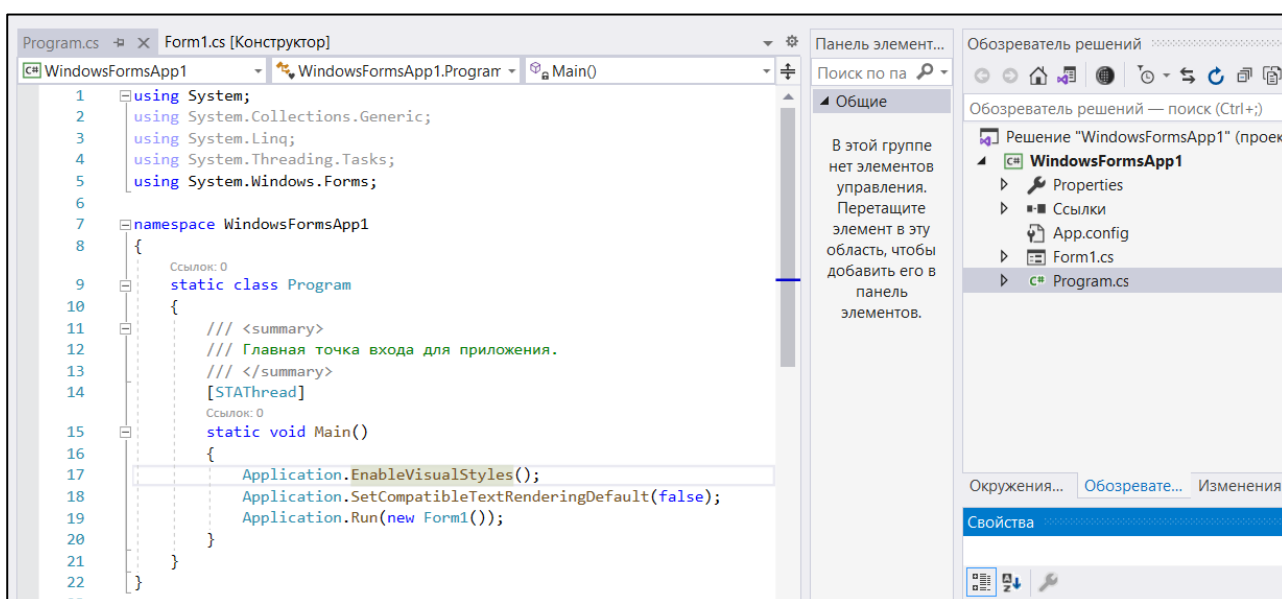 Program.cs
Form1.cs [Конструктор]
WindowsFormsApp1
WindowsFormsApp1.Program
Main()
1 using System;
2 using System.Collections.Generic;
3 using System.Linq;
4 using System.Threading.Tasks;
5 using System.Windows.Forms;
6
7 namespace WindowsFormsApp1
8 {
Ссылок: 0
9 static class Program
10 {
11 /// <summary>
12 /// Главная точка входа для приложения.
13 /// </summary>
14 [STAThread]
Ссылок: 0
15 static void Main()
16 {
17 Application.EnableVisualStyles();
18 Application.SetCompatibleTextRenderingDefault(false);
19 Application.Run(new Form1());
20 }
21 }
22 }
Панель элемент...
Поиск по па
Общие
В этой группе
нет элементов
управления.
Перетащите
элемент в эту
область, чтобы
добавить его в
панель
элементов.
Обозреватель решений
Обозреватель решений — поиск (Ctrl+;)
Решение "WindowsFormsApp1" (проек
C# WindowsFormsApp1
Properties
Ссылки
App.config
Form1.cs
C# Program.cs
Окружения... Обозревате... Изменения
Свойства